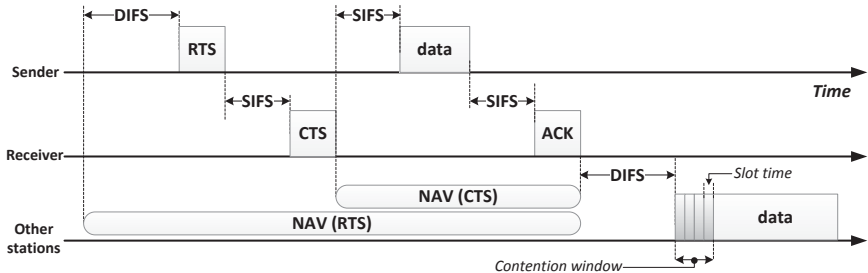 DIFS
SIFS
RTS
data
Sender
Time
SIFS
SIFS
CTS
ACK
Receiver
DIFS
Slot time
NAV (CTS)
NAV (RTS)
data
Other
stations
Contention window